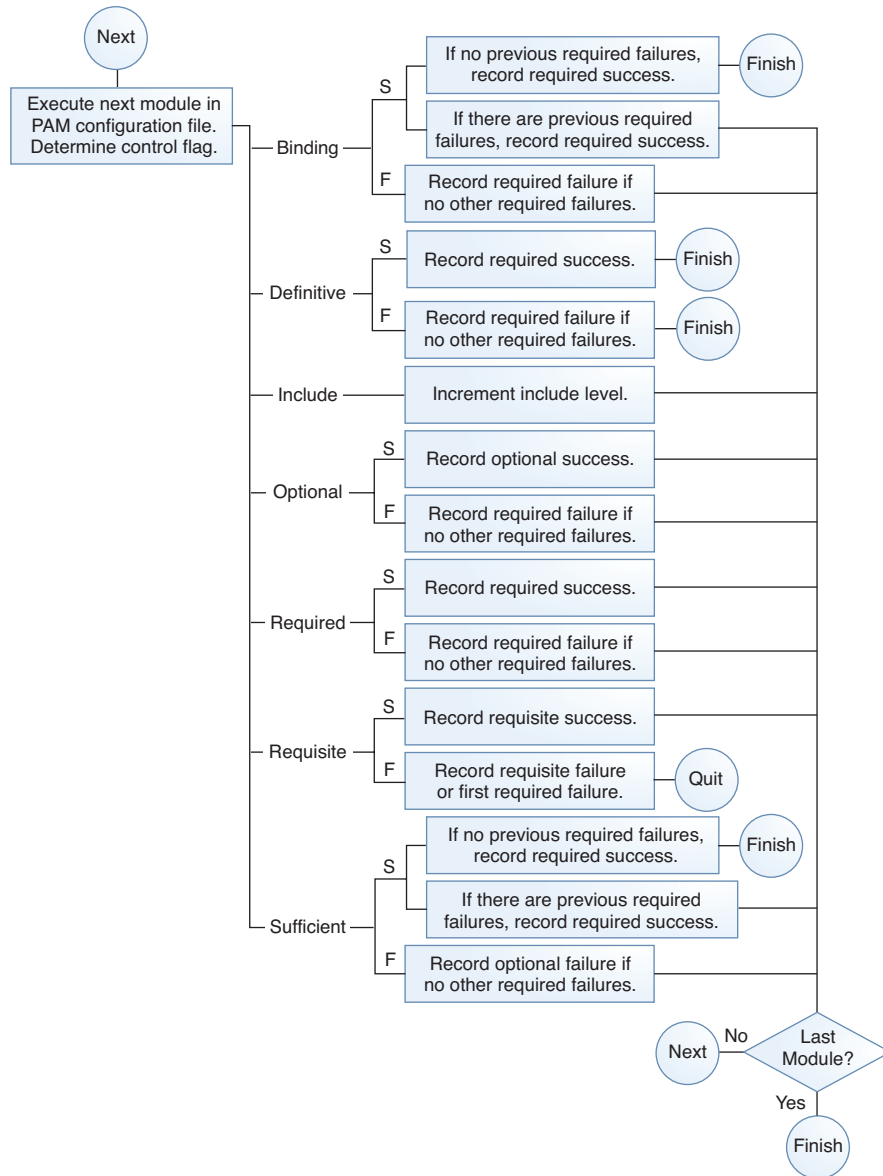 Next
Execute next module in
PAM configuration file.
Determine control flag.
Binding
S
If no previous required failures,
record required success.
Finish
If there are previous required
failures, record required success.
F
Record required failure if
no other required failures.
Definitive
S
Record required success.
Finish
F
Record required failure if
no other required failures.
Finish
Include
Increment include level.
Optional
S
Record optional success.
F
Record required failure if
no other required failures.
Required
S
Record required success.
F
Record required failure if
no other required failures.
Requisite
S
Record requisite success.
F
Record requisite failure
or first required failure.
Quit
Sufficient
S
If no previous required failures,
record required success.
Finish
If there are previous required
failures, record required success.
F
Record optional failure if
no other required failures.
Last
Module?
No
Next
Yes
Finish